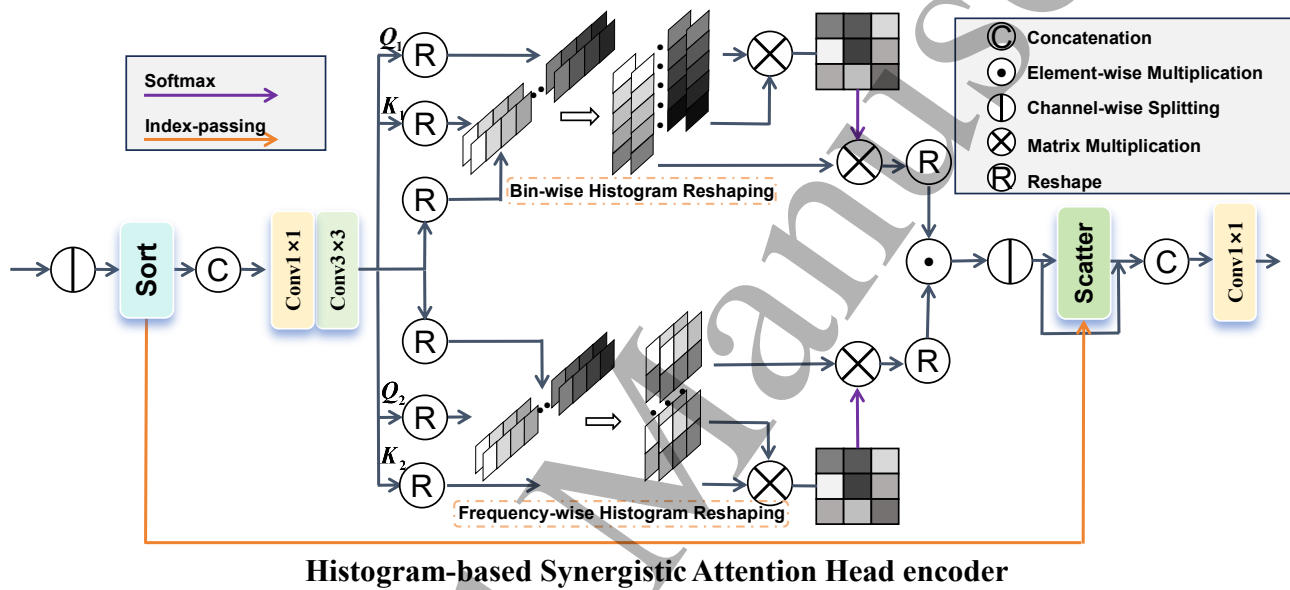 Softmax
Index-passing
Q1
K1
R
R
R
R
R
R
Bin-wise Histogram Reshaping
R
Concatenation
Element-wise Multiplication
Channel-wise Splitting
Matrix Multiplication
Reshape
C
R
Sort
C
Conv1×1
Conv3×3
Scatter
C
Conv1×1
Q2
K2
R
Frequency-wise Histogram Reshaping
Histogram-based Synergistic Attention Head encoder
Manus